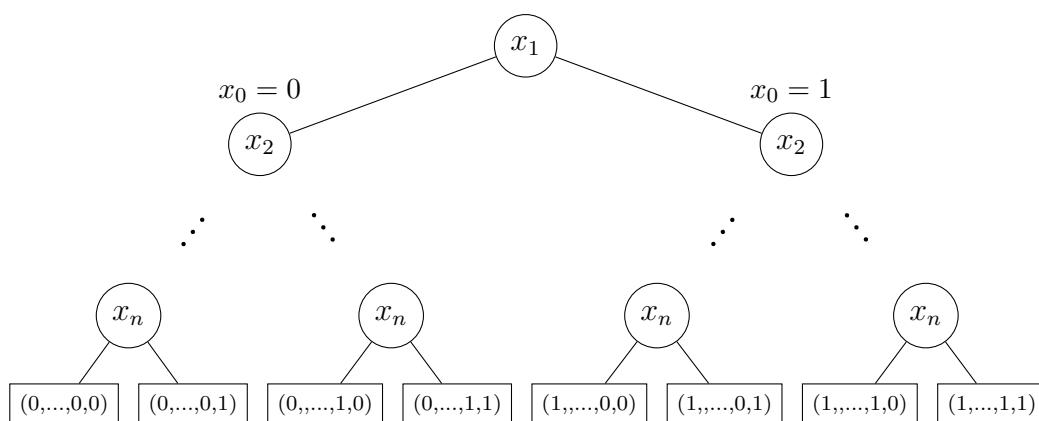 x₁
x₀ = 0 x₀ = 1
x₂ x₂
xₙ xₙ xₙ xₙ
(0,...,0,0) (0,...,0,1) (0,,...,1,0) (0,...,1,1) (1,,...,0,0) (1,,...,0,1) (1,,...,1,0) (1,...,1,1)